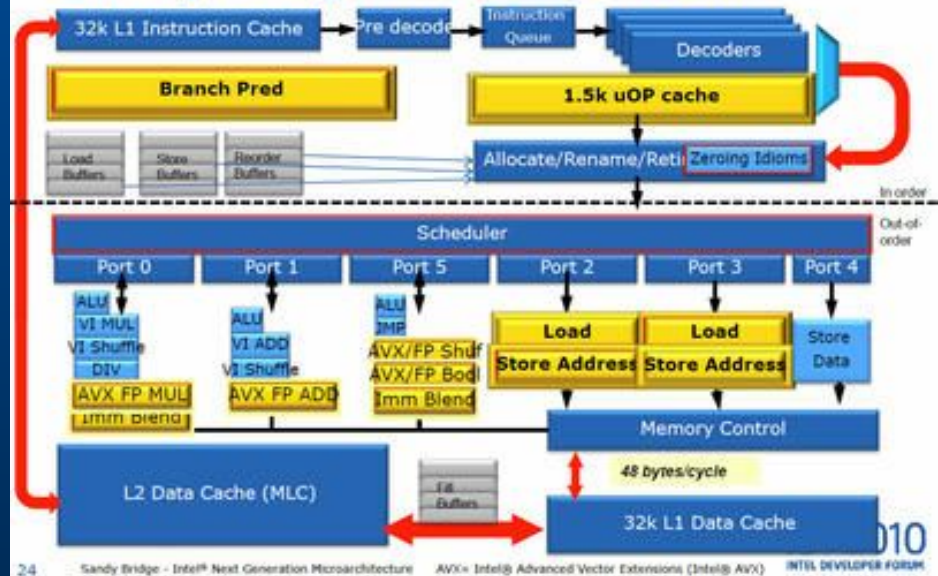 32k L1 Instruction Cache
Pre decode
Instruction
Queue
Decoders
Branch Pred
1.5k uOP cache
Load
Buffers
Store
Buffers
Reorder
Buffers
Allocate/Rename/Reti
Zeroing Idioms
In order
Out-of-
order
Scheduler
Port 0
Port 1
Port 5
Port 2
Port 3
Port 4
ALU
VI MUL
VI Shuffle
DIV
AVX FP MUL
Imm Blend
ALU
VI ADD
VI Shuffle
AVX FP ADD
ALU
JMP
AVX/FP Shuf
AVX/FP Bool
Imm Blend
Load
Store Address
Load
Store Address
Store
Data
Memory Control
48 bytes/cycle
L2 Data Cache (MLC)
Fill
Buffers
32k L1 Data Cache
24
Sandy Bridge - Intel® Next Generation Microarchitecture
AVX= Intel® Advanced Vector Extensions (Intel® AVX)
010
INTEL DEVELOPER FORUM